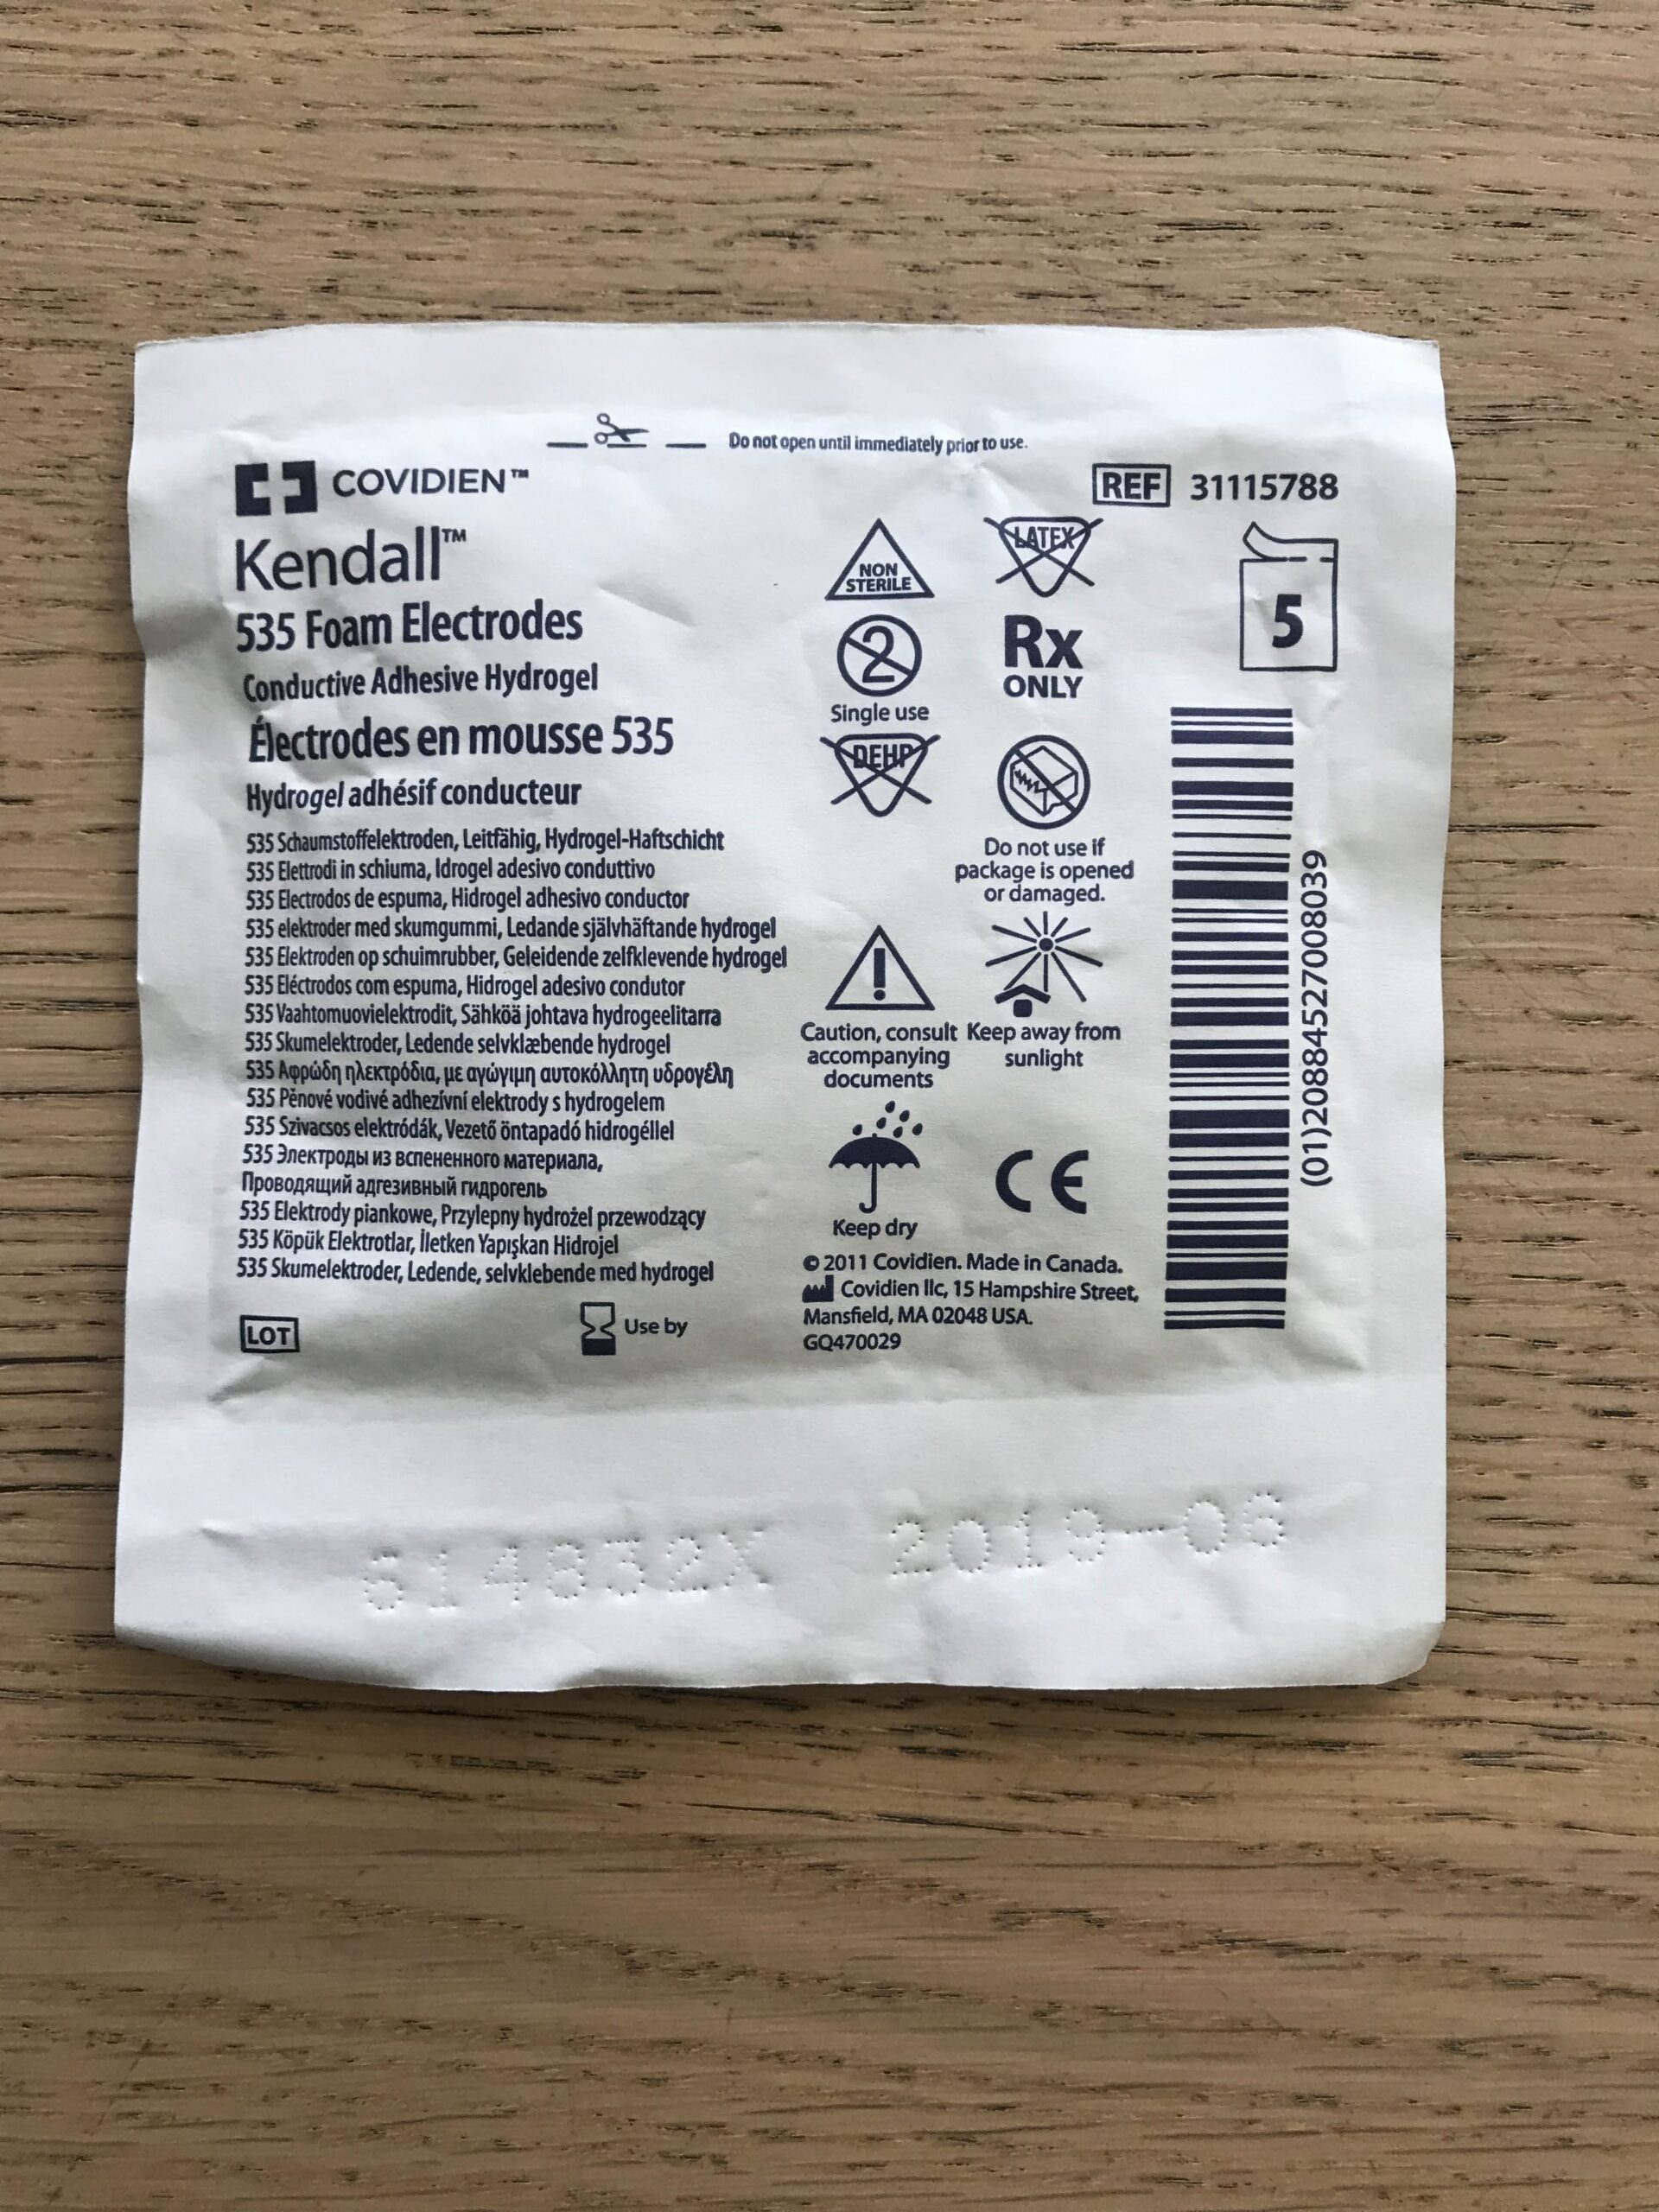 Do not open until immediately prior to use.
COVIDIEN™
REF 31115788
Kendall™
535 Foam Electrodes
Conductive Adhesive Hydrogel
Électrodes en mousse 535
Hydrogel adhésif conducteur
535 Schaumstoffelektroden, Leitfähig, Hydrogel-Haftschicht
535 Elettrodi in schiuma, Idrogel adesivo conduttivo
535 Electrodos de espuma, Hidrogel adhesivo conductor
535 elektroder med skumgummi, Ledande självhäftande hydrogel
535 Elektroden op schuimrubber, Geleidende zelfklevende hydrogel
535 Eléctrodos com espuma, Hidrogel adesivo condutor
535 Vaahtomuovielektrodit, Sähköä johtava hydrogeelitarra
535 Skumelektroder, Ledende selvklæbende hydrogel
535 Αφρώδη ηλεκτρόδια, με αγώγιμη αυτοκόλλητη υδρογέλη
535 Pěnové vodivé adhezívní elektrody s hydrogelem
535 Szivacsos elektródák, Vezető öntapadó hidrogéllel
535 Электроды из вспененного материала,
Проводящий адгезивный гидрогель
535 Elektrody piankowe, Przylepny hydrożel przewodzący
535 Köpük Elektrotlar, İletken Yapışkan Hidrojel
535 Skumelektroder, Ledende, selvklebende med hydrogel
LOT
Use by
NON
STERILE
LATEX
2
Single use
Rx
ONLY
DEHP
Do not use if
package is opened
or damaged.
!
Caution, consult
accompanying
documents
Keep away from
sunlight
Keep dry
CE
© 2011 Covidien. Made in Canada.
Covidien llc, 15 Hampshire Street,
Mansfield, MA 02048 USA.
GQ470029
5
(01)20884527008039
614832X 2019-06